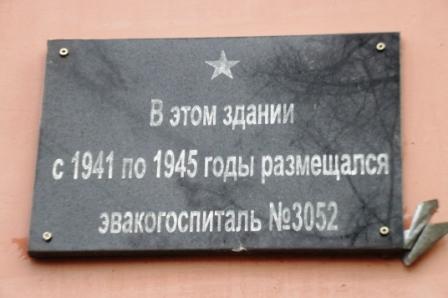 В этом здании
с 1941 по 1945 годы размещался
эвакогоспиталь №3052